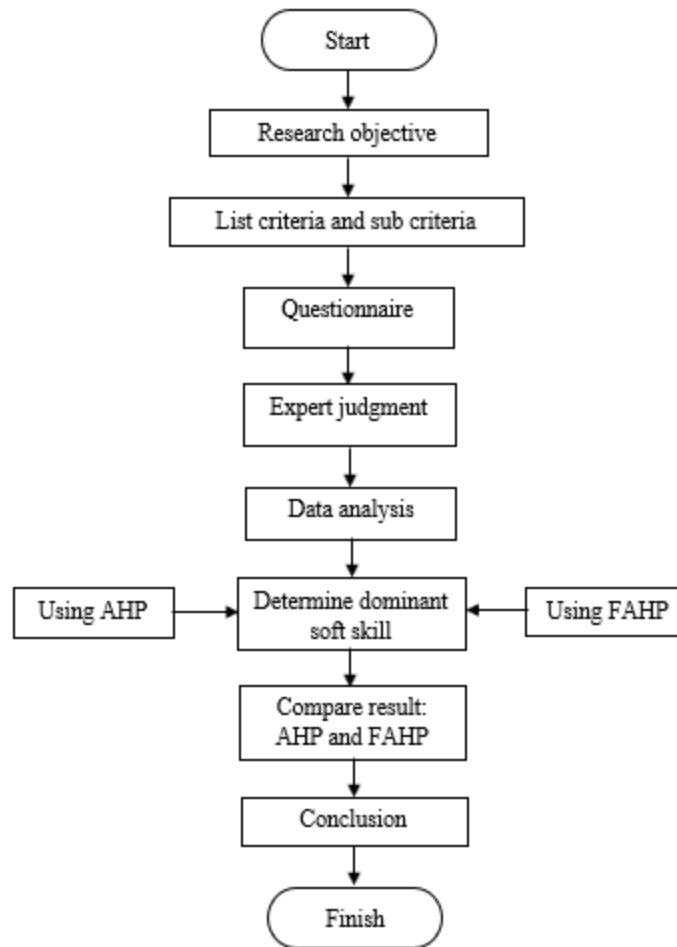 Start
Research objective
List criteria and sub criteria
Questionnaire
Expert judgment
Data analysis
Using AHP
Determine dominant
soft skill
Using FAHP
Compare result:
AHP and FAHP
Conclusion
Finish